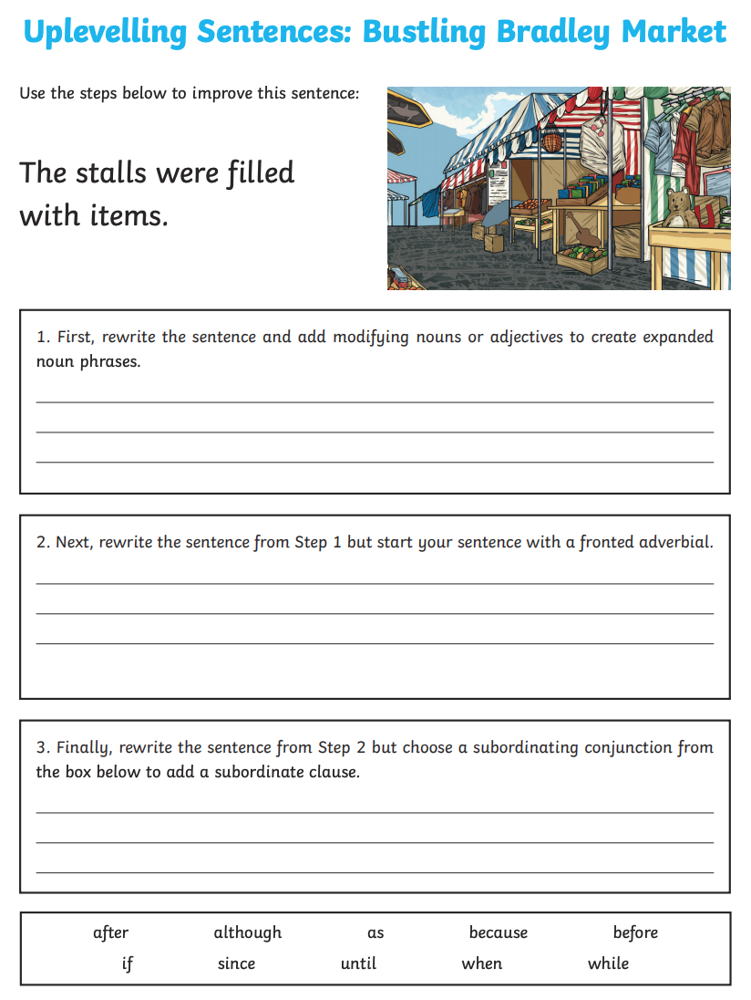 Uplevelling Sentences: Bustling Bradley Market
Use the steps below to improve this sentence:
The stalls were filled
with items.
1. First, rewrite the sentence and add modifying nouns or adjectives to create expanded
noun phrases.
2. Next, rewrite the sentence from Step 1 but start your sentence with a fronted adverbial.
3. Finally, rewrite the sentence from Step 2 but choose a subordinating conjunction from
the box below to add a subordinate clause.
after although as because before
if since until when while